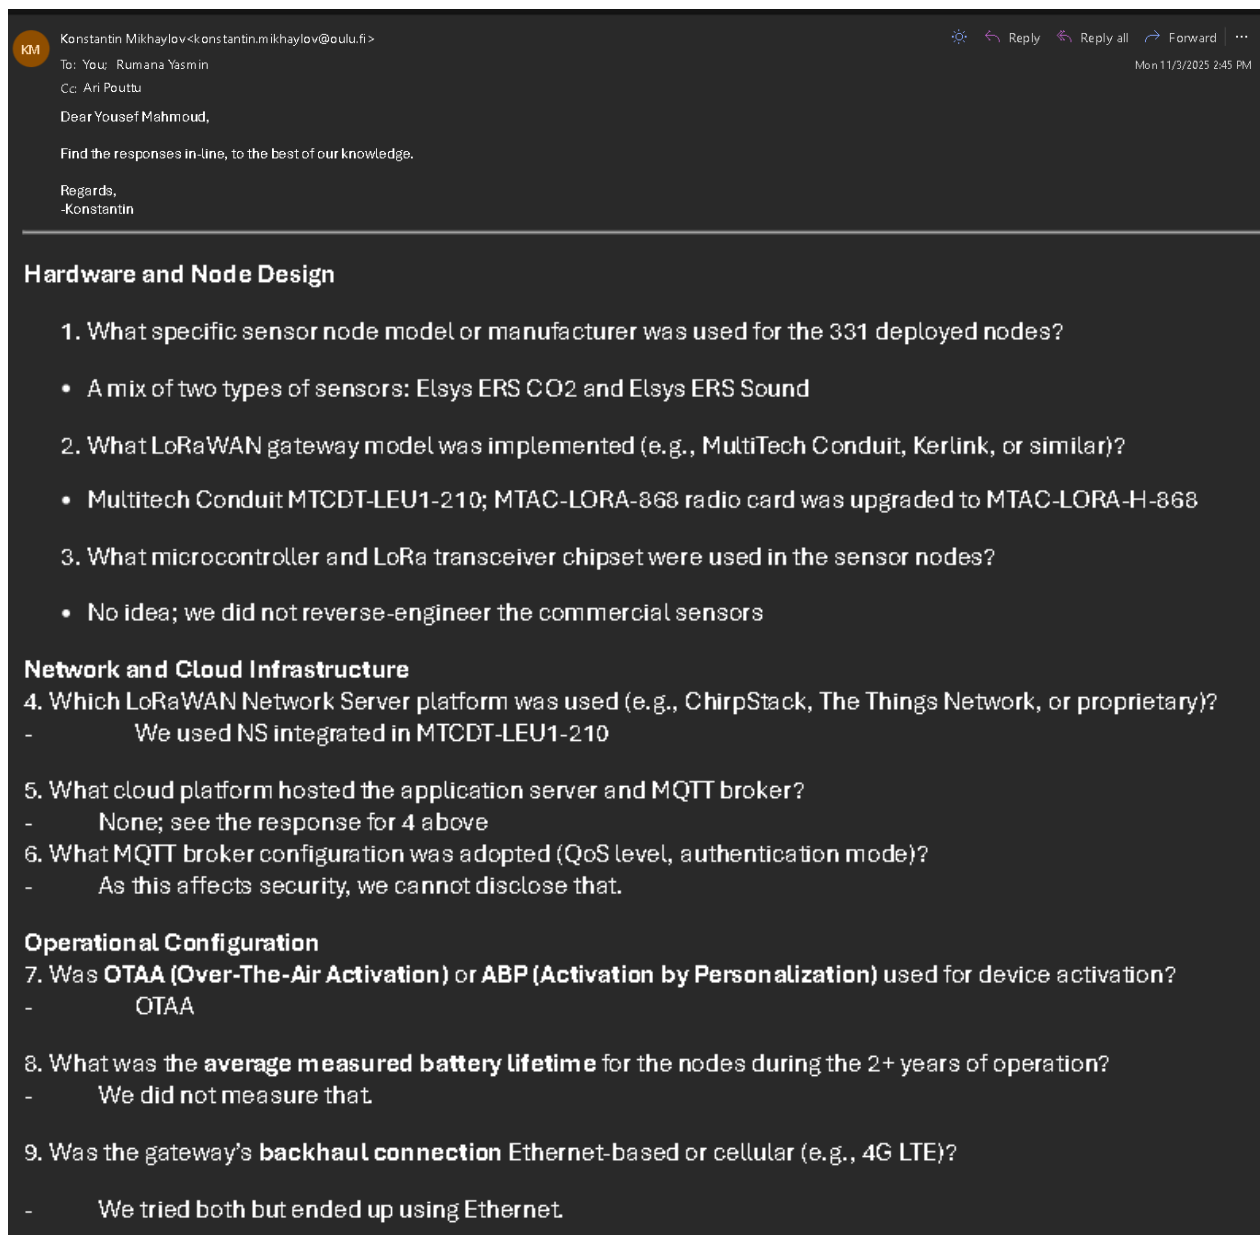 KM
Konstantin Mikhaylov<konstantin.mikhaylov@oulu.fi>
Reply Reply all Forward ...
To: You; Rumana Yasmin
Mon 11/3/2025 2:45 PM
Cc: Ari Pouttu
Dear Yousef Mahmoud,
Find the responses in-line, to the best of our knowledge.
Regards,
-Konstantin
Hardware and Node Design
1. What specific sensor node model or manufacturer was used for the 331 deployed nodes?
• A mix of two types of sensors: Elsys ERS CO2 and Elsys ERS Sound
2. What LoRaWAN gateway model was implemented (e.g., MultiTech Conduit, Kerlink, or similar)?
• Multitech Conduit MTCDT-LEU1-210; MTAC-LORA-868 radio card was upgraded to MTAC-LORA-H-868
3. What microcontroller and LoRa transceiver chipset were used in the sensor nodes?
• No idea; we did not reverse-engineer the commercial sensors
Network and Cloud Infrastructure
4. Which LoRaWAN Network Server platform was used (e.g., ChirpStack, The Things Network, or proprietary)?
- We used NS integrated in MTCDT-LEU1-210
5. What cloud platform hosted the application server and MQTT broker?
- None; see the response for 4 above
6. What MQTT broker configuration was adopted (QoS level, authentication mode)?
- As this affects security, we cannot disclose that.
Operational Configuration
7. Was OTAA (Over-The-Air Activation) or ABP (Activation by Personalization) used for device activation?
- OTAA
8. What was the average measured battery lifetime for the nodes during the 2+ years of operation?
- We did not measure that.
9. Was the gateway's backhaul connection Ethernet-based or cellular (e.g., 4G LTE)?
- We tried both but ended up using Ethernet.